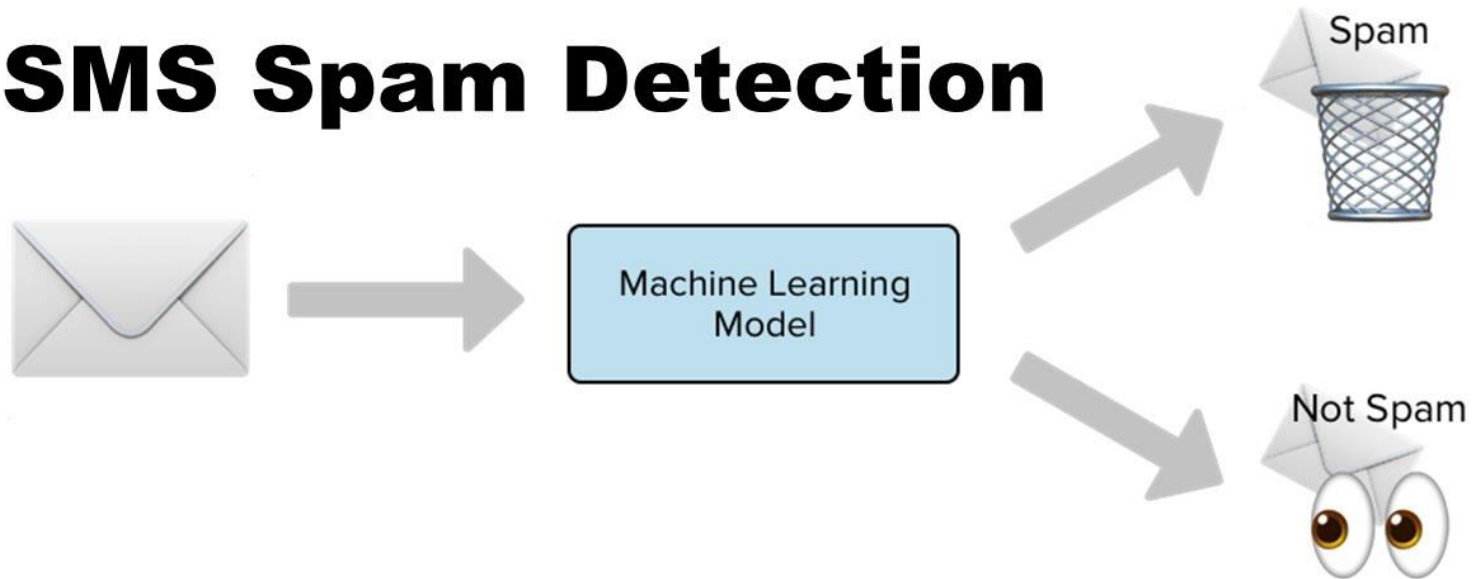 SMS Spam Detection
Spam
Machine Learning
Model
Not Spam